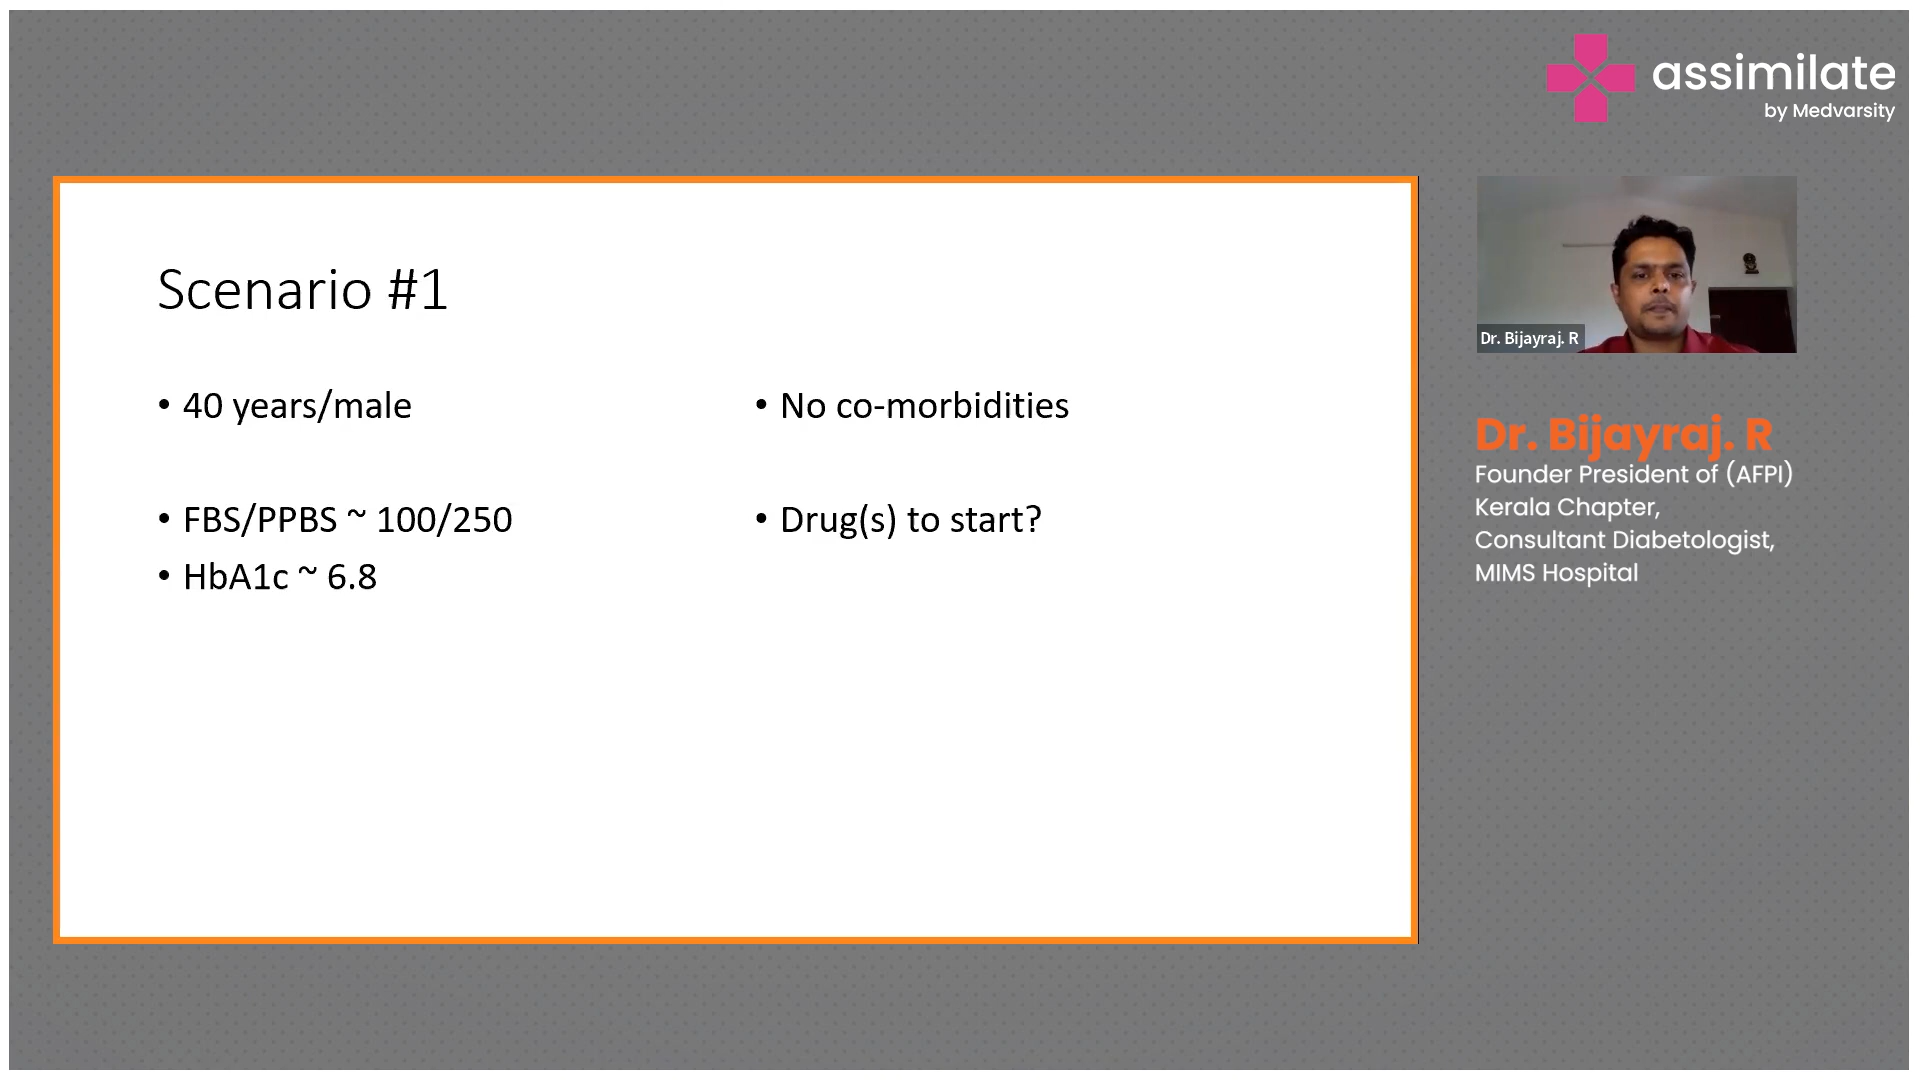 assimilate
by Medvarsity
Scenario #1
• 40 years/male
• FBS/PPBS ~ 100/250
• HbA1c ~ 6.8
• No co-morbidities
• Drug(s) to start?
Dr. Bijayraj. R
Dr. Bijayraj. R
Founder President of (AFPI)
Kerala Chapter,
Consultant Diabetologist,
MIMS Hospital